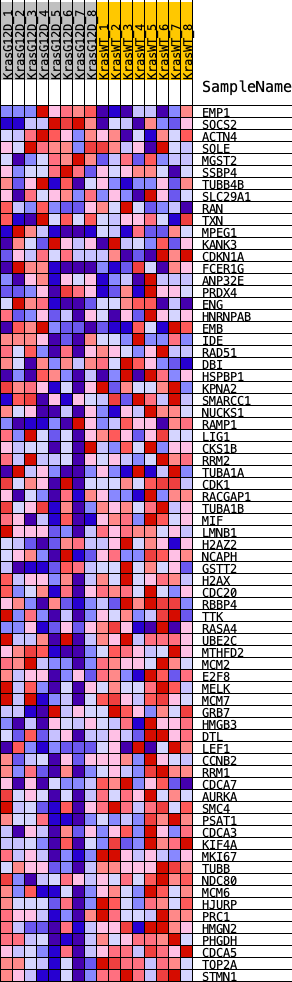 KrasG12D_1
KrasG12D_2
KrasG12D_3
KrasG12D_4
KrasG12D_5
KrasG12D_6
KrasG12D_7
KrasG12D_8
KrasWT_1
KrasWT_2
KrasWT_3
KrasWT_4
KrasWT_5
KrasWT_6
KrasWT_7
KrasWT_8
SampleName
EMP1
SOCS2
ACTN4
SQLE
MGST2
SSBP4
TUBB4B
SLC29A1
RAN
TXN
MPEG1
KANK3
CDKN1A
FCER1G
ANP32E
PRDX4
ENG
HNRNPAB
EMB
IDE
RAD51
DBI
HSPBP1
KPNA2
SMARCC1
NUCKS1
RAMP1
LIG1
CKS1B
RRM2
TUBA1A
CDK1
RACGAP1
TUBA1B
MIF
LMNB1
H2AZ2
NCAPH
GSTT2
H2AX
CDC20
RBBP4
TTK
RASA4
UBE2C
MTHFD2
MCM2
E2F8
MELK
MCM7
GRB7
HMGB3
DTL
LEF1
CCNB2
RRM1
CDCA7
AURKA
SMC4
PSAT1
CDCA3
KIF4A
MKI67
TUBB
NDC80
MCM6
HJURP
PRC1
HMGN2
PHGDH
CDCA5
TOP2A
STMN1